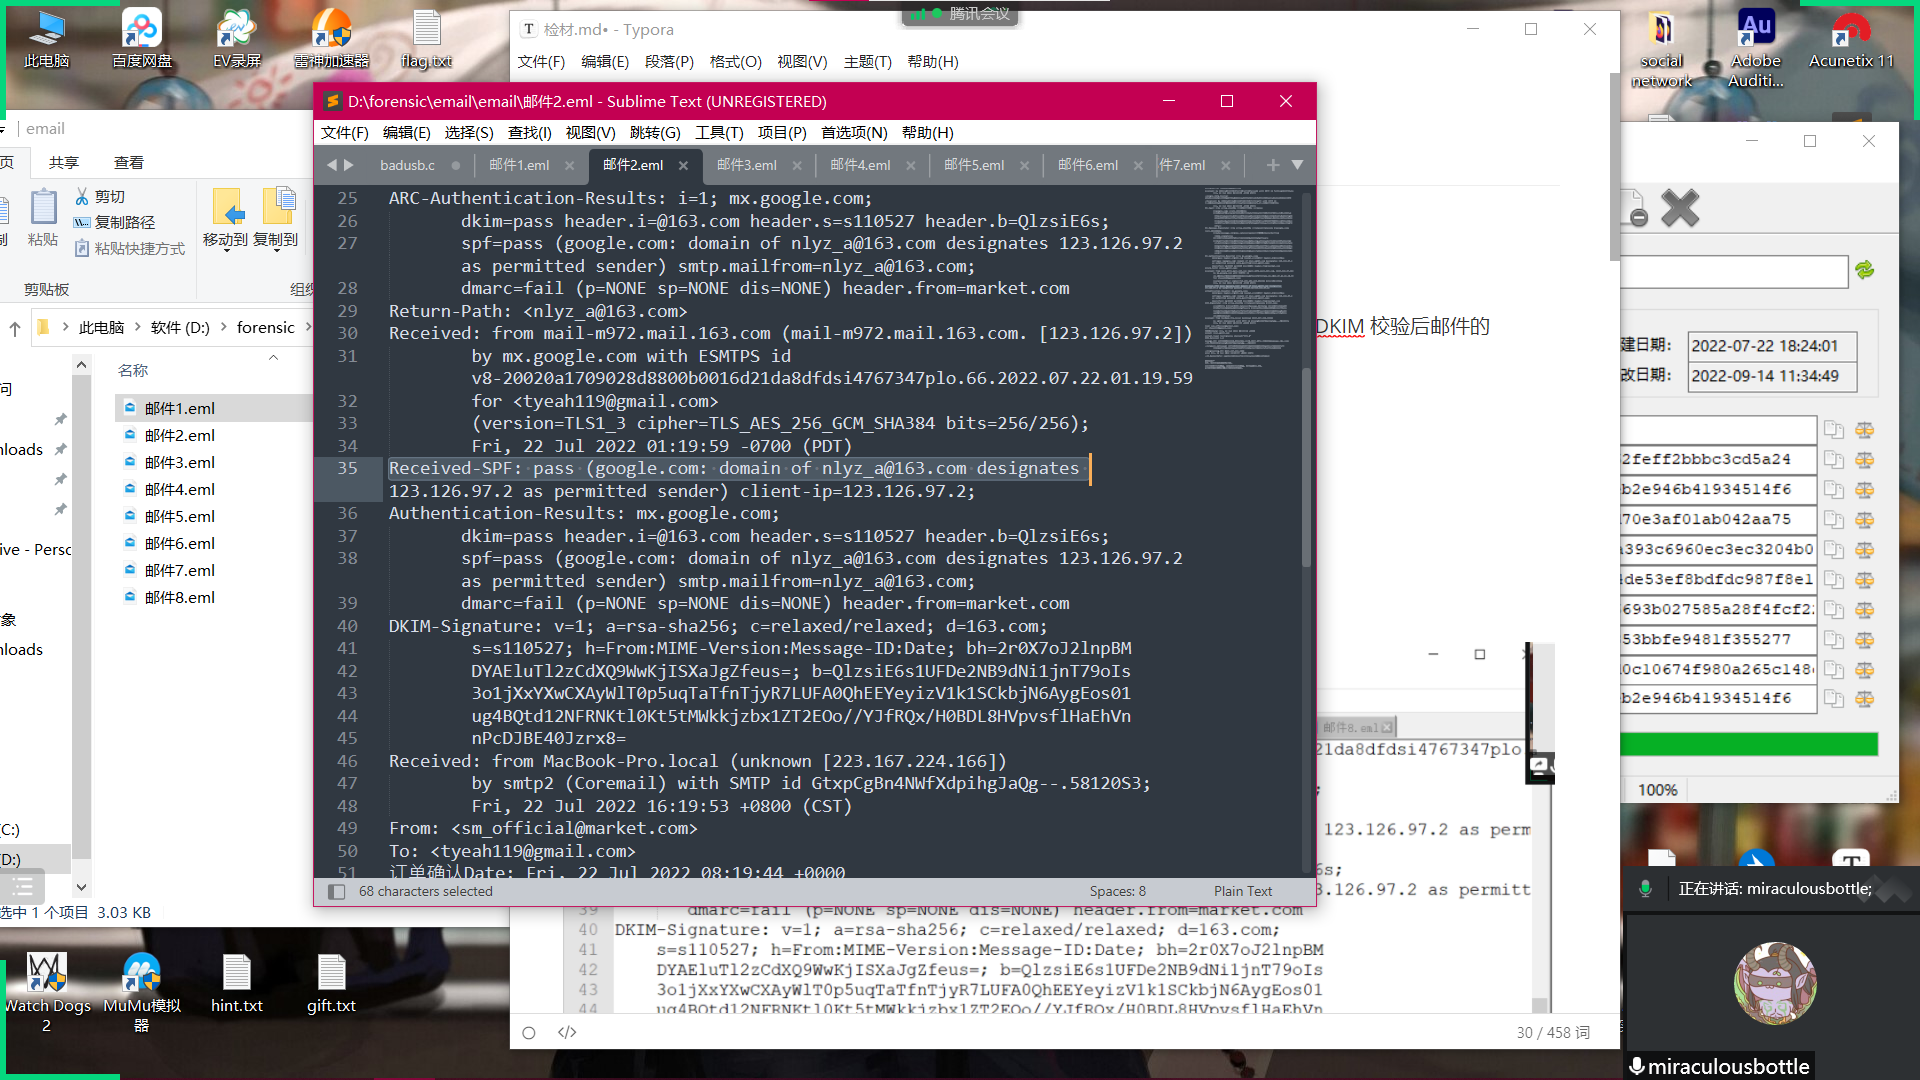 腾讯会议
此电脑
百度网盘
EV录屏
雷神加速器
flag.txt
检材.md• - Typora
文件(F) 编辑(E) 段落(P) 格式(O) 视图(V) 主题(T) 帮助(H)
social network
Adobe Auditi...
Acunetix 11
D:\forensic\email\email\邮件2.eml - Sublime Text (UNREGISTERED)
文件(F) 编辑(E) 选择(S) 查找(I) 视图(V) 跳转(G) 工具(T) 项目(P) 首选项(N) 帮助(H)
badusb.c 邮件1.eml 邮件2.eml 邮件3.eml 邮件4.eml 邮件5.eml 邮件6.eml 件7.eml
25 ARC-Authentication-Results: i=1; mx.google.com;
26 dkim=pass header.i=@163.com header.s=s110527 header.b=QlzsiE6s;
27 spf=pass (google.com: domain of nlyz_a@163.com designates 123.126.97.2
as permitted sender) smtp.mailfrom=nlyz_a@163.com;
28 dmarc=fail (p=NONE sp=NONE dis=NONE) header.from=market.com
29 Return-Path: <nlyz_a@163.com>
30 Received: from mail-m972.mail.163.com (mail-m972.mail.163.com. [123.126.97.2])
31 by mx.google.com with ESMTPS id
v8-20020a1709028d8800b0016d21da8dfdsi4767347plo.66.2022.07.22.01.19.59
32 for <tyeah119@gmail.com>
33 (version=TLS1_3 cipher=TLS_AES_256_GCM_SHA384 bits=256/256);
34 Fri, 22 Jul 2022 01:19:59 -0700 (PDT)
35 Received-SPF: pass (google.com: domain of nlyz_a@163.com designates
123.126.97.2 as permitted sender) client-ip=123.126.97.2;
36 Authentication-Results: mx.google.com;
37 dkim=pass header.i=@163.com header.s=s110527 header.b=QlzsiE6s;
38 spf=pass (google.com: domain of nlyz_a@163.com designates 123.126.97.2
as permitted sender) smtp.mailfrom=nlyz_a@163.com;
39 dmarc=fail (p=NONE sp=NONE dis=NONE) header.from=market.com
40 DKIM-Signature: v=1; a=rsa-sha256; c=relaxed/relaxed; d=163.com;
41 s=s110527; h=From:MIME-Version:Message-ID:Date; bh=2r0X7oJ2lnpBM
42 DYAEluTl2zCdXQ9WwKjISXaJgZfeus=; b=QlzsiE6s1UFDe2NB9dNi1jnT79oIs
43 3o1jXxYXwCXAyWlT0p5uqTaTfnTjyR7LUFA0QhEEYeyizV1k1SCkbjN6AygEos01
44 ug4BQtd12NFRNKtl0Kt5tMWkkjzbx1ZT2EOo//YJfRQx/H0BDL8HVpvsflHaEhVn
45 nPcDJBE40Jzrx8=
46 Received: from MacBook-Pro.local (unknown [223.167.224.166])
47 by smtp2 (Coremail) with SMTP id GtxpCgBn4NWfXdpihgJaQg--.58120S3;
48 Fri, 22 Jul 2022 16:19:53 +0800 (CST)
49 From: <sm_official@market.com>
50 To: <tyeah119@gmail.com>
51 订单确认Date: Fri, 22 Jul 2022 08:19:44 +0000
68 characters selected Spaces: 8 Plain Text
email
页 共享 查看
剪切
复制路径
粘贴快捷方式
粘贴
移动到 复制到
剪贴板 组织
此电脑 软件 (D:) forensic
名称
邮件1.eml
邮件2.eml
邮件3.eml
邮件4.eml
邮件5.eml
邮件6.eml
邮件7.eml
邮件8.eml
问
nloads
ive - Persc
象
nloads
(C:)
(D:)
选中 1 个项目 3.03 KB
DKIM 校验后邮件的
建日期: 2022-07-22 18:24:01
改日期: 2022-09-14 11:34:49
2feff2bbbc3cd5a24
b2e946b41934514f6
70e3af01ab042aa75
393c6960ec3ec3204b0
de53ef8bdfdc987f8el
693b027585a28f4fcf2
53bbfe9481f355277
0c10674f980a265c148
b2e946b41934514f6
100%
邮件8.eml
21da8dfdsi4767347plo
123.126.97.2 as perm
6s;
3.126.97.2 as permitt
39 dmarc=fail (p=NONE sp=NONE dis=NONE) header.from=market.com
40 DKIM-Signature: v=1; a=rsa-sha256; c=relaxed/relaxed; d=163.com;
41 s=s110527; h=From:MIME-Version:Message-ID:Date; bh=2r0X7oJ2lnpBM
42 DYAEluTl2zCdXQ9WwKjISXaJgZfeus=; b=QlzsiE6s1UFDe2NB9dNi1jnT79oIs
43 3o1jXxYXwCXAyWlT0p5uqTaTfnTjyR7LUFA0QhEEYeyizV1k1SCkbjN6AygEos01
44 ug4BQtd12NFRNKtl0Kt5tMWkkjzbx1ZT2EOo//YJfRQx/H0BDL8HVpvsflHaEhVn
30 / 458 词
正在讲话: miraculousbottle;
miraculousbottle
Watch Dogs 2
MuMu模拟器
hint.txt
gift.txt